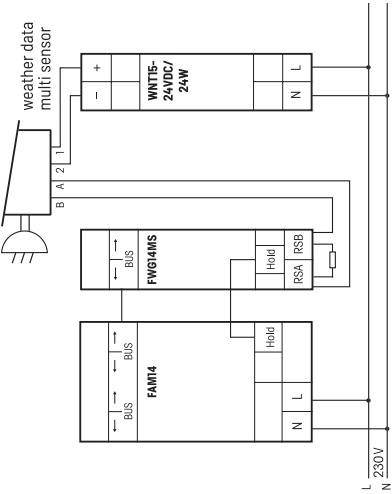 weather data
multi sensor
1
2
A
B
+
−
WNT15-
24VDC/
24W
L
N
BUS
FWG14MS
Hold
RSB
RSA
BUS
BUS
FAM14
Hold
L
N
L
230V
N